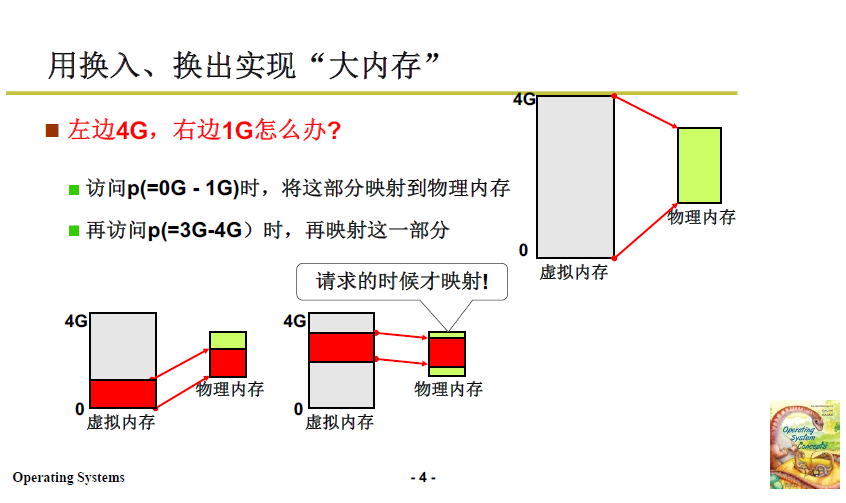 用换入、换出实现“大内存”
左边4G，右边1G怎么办?
访问p(=0G - 1G)时，将这部分映射到物理内存
再访问p(=3G-4G）时，再映射这一部分
4G
0
虚拟内存
物理内存
请求的时候才映射!
4G
0
虚拟内存
物理内存
4G
0
虚拟内存
物理内存
Operating
System
Concepts
Operating Systems
- 4 -